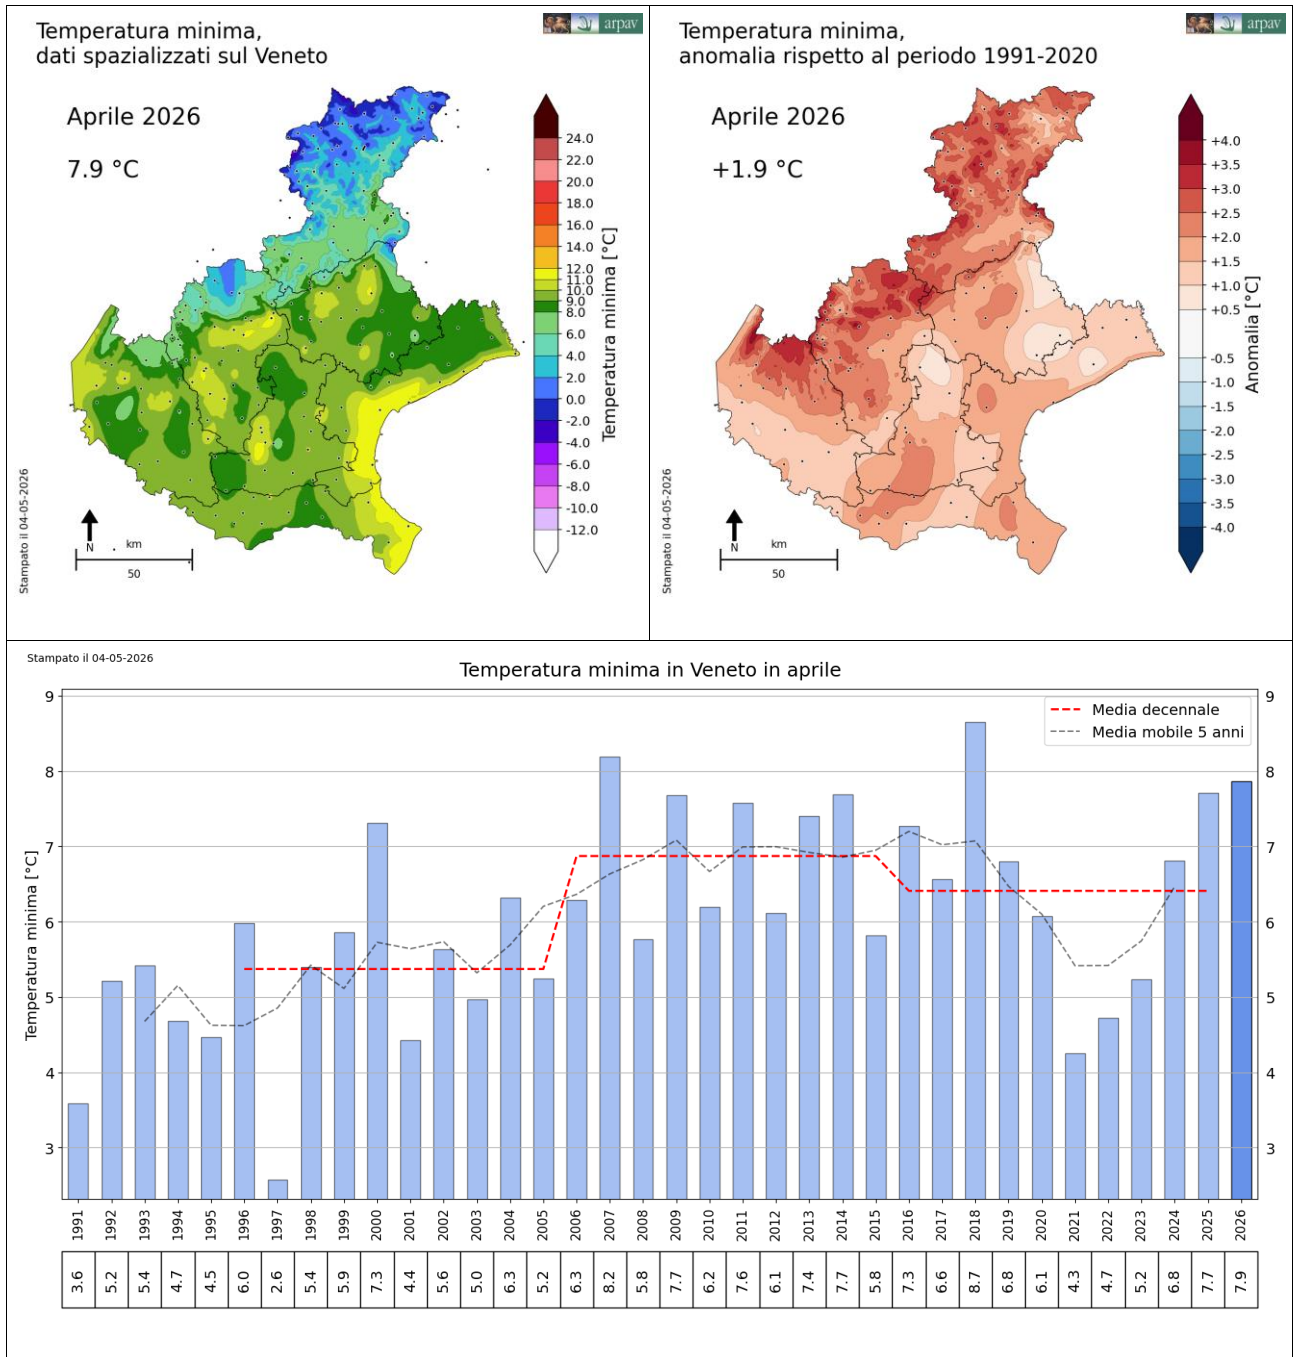 Temperatura minima,
dati spazializzati sul Veneto
arpav
Aprile 2026
7.9 °C
24.0
22.0
20.0
18.0
16.0
14.0
12.0
11.0
10.0
9.0
8.0
6.0
4.0
2.0
0.0
-2.0
-4.0
-6.0
-8.0
-10.0
-12.0
Temperatura minima [°C]
Stampato il 04-05-2026
N
km
50
Temperatura minima,
anomalia rispetto al periodo 1991-2020
arpav
Aprile 2026
+1.9 °C
+4.0
+3.5
+3.0
+2.5
+2.0
+1.5
+1.0
+0.5
-0.5
-1.0
-1.5
-2.0
-2.5
-3.0
-3.5
-4.0
Anomalia [°C]
Stampato il 04-05-2026
N
km
50
Stampato il 04-05-2026
Temperatura minima in Veneto in aprile
Media decennale
Media mobile 5 anni
Temperatura minima [°C]
9 9
8 8
7 7
6 6
5 5
4 4
3 3
1991 1992 1993 1994 1995 1996 1997 1998 1999 2000 2001 2002 2003 2004 2005 2006 2007 2008 2009 2010 2011 2012 2013 2014 2015 2016 2017 2018 2019 2020 2021 2022 2023 2024 2025 2026
3.6 5.2 5.4 4.7 4.5 6.0 2.6 5.4 5.9 7.3 4.4 5.6 5.0 6.3 5.2 6.3 8.2 5.8 7.7 6.2 7.6 6.1 7.4 7.7 5.8 7.3 6.6 8.7 6.8 6.1 4.3 4.7 5.2 6.8 7.7 7.9